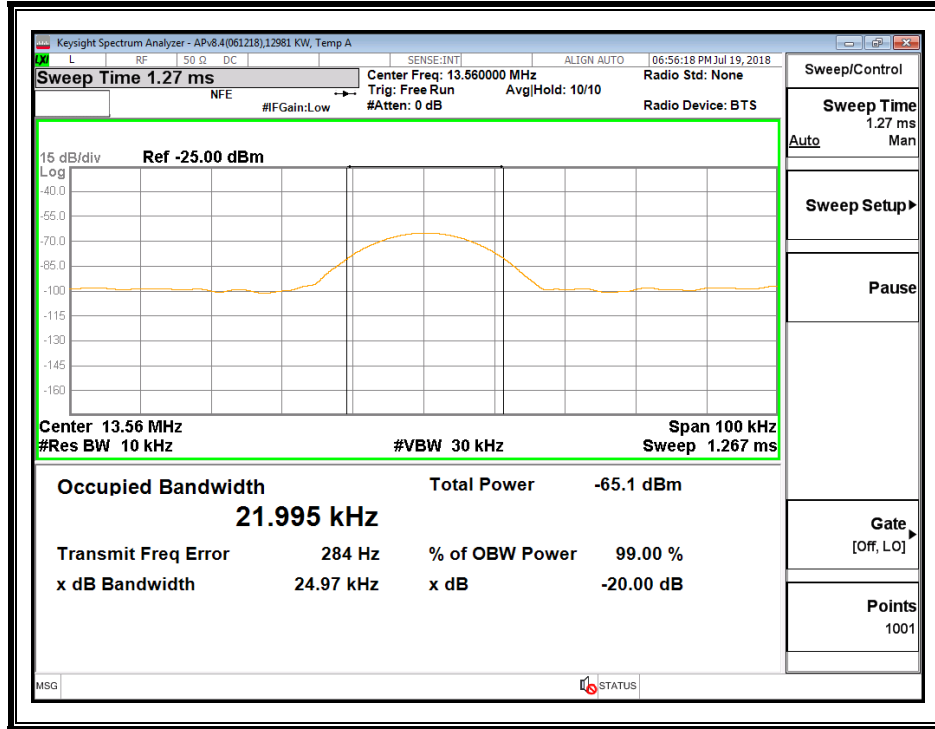 Keysight Spectrum Analyzer - APv8.4(061218),12981 KW, Temp A
LXI L RF 50 Ω DC SENSE:INT ALIGN AUTO 06:56:18 PM Jul 19, 2018
Sweep Time 1.27 ms
Center Freq: 13.560000 MHz
Radio Std: None
NFE
Trig: Free Run Avg|Hold: 10/10
#IFGain:Low
#Atten: 0 dB
Radio Device: BTS
15 dB/div Ref -25.00 dBm
Log
-40.0
-55.0
-70.0
-85.0
-100
-115
-130
-145
-160
Center 13.56 MHz Span 100 kHz
#Res BW 10 kHz #VBW 30 kHz Sweep 1.267 ms
Occupied Bandwidth Total Power -65.1 dBm
21.995 kHz
Transmit Freq Error 284 Hz % of OBW Power 99.00 %
x dB Bandwidth 24.97 kHz x dB -20.00 dB
MSG STATUS
Sweep/Control
Sweep Time
1.27 ms
Auto Man
Sweep Setup
Pause
Gate
[Off, LO]
Points
1001